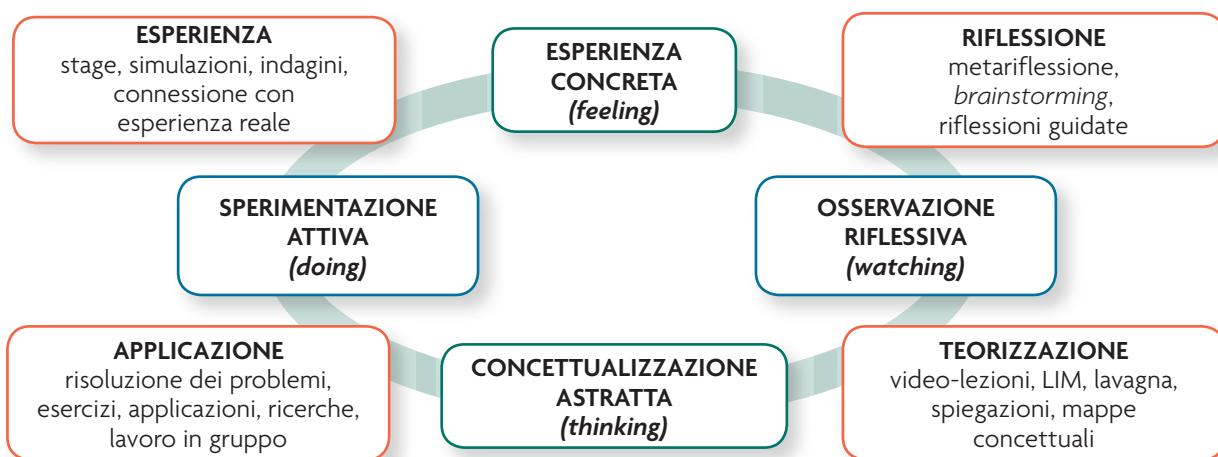 ESPERIENZA
stage, simulazioni, indagini,
connessione con
esperienza reale
ESPERIENZA
CONCRETA
(feeling)
RIFLESSIONE
metariflessione,
brainstorming,
riflessioni guidate
SPERIMENTAZIONE
ATTIVA
(doing)
OSSERVAZIONE
RIFLESSIVA
(watching)
APPLICAZIONE
risoluzione dei problemi,
esercizi, applicazioni, ricerche,
lavoro in gruppo
CONCETTUALIZZAZIONE
ASTRATTA
(thinking)
TEORIZZAZIONE
video-lezioni, LIM, lavagna,
spiegazioni, mappe
concettuali